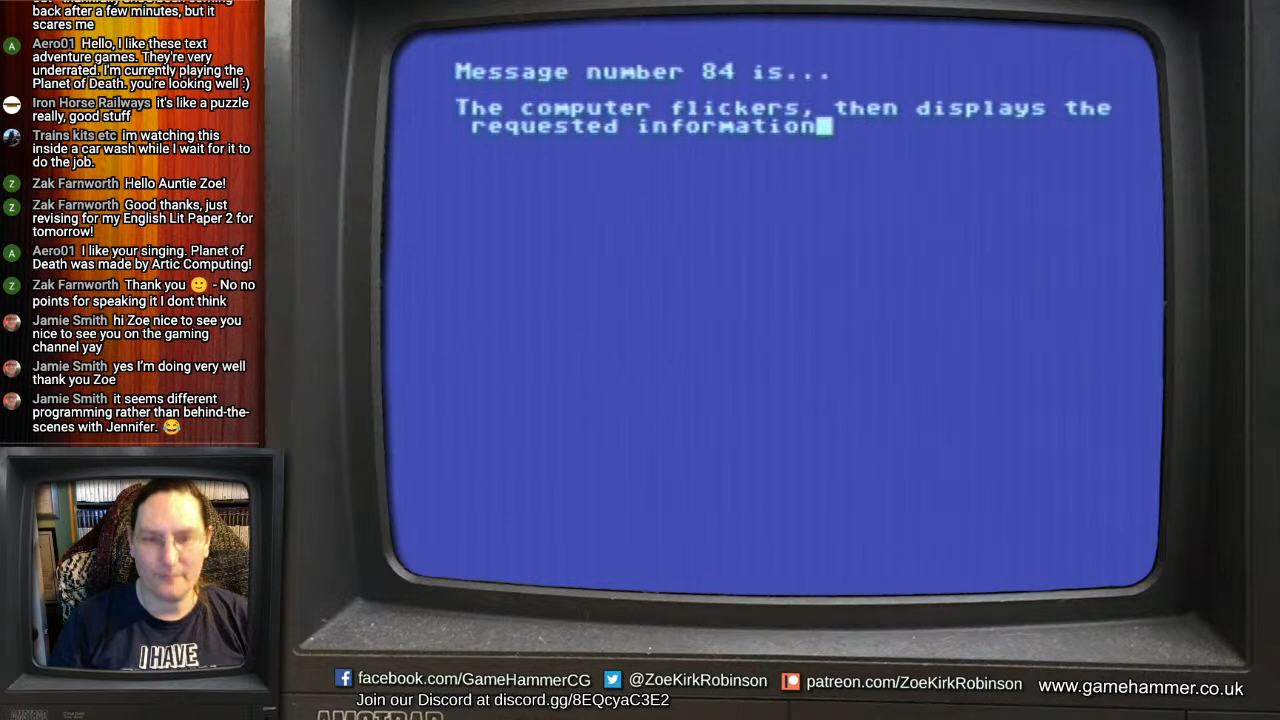 back after a few minutes, but it
scares me
Aero01 Hello, I like these text
adventure games. They're very
underrated. I'm currently playing the
Planet of Death. you're looking well :)
Iron Horse Railways it's like a puzzle
really, good stuff
Trains kits etc im watching this
inside a car wash while I wait for it to
do the job.
Zak Farnworth Hello Auntie Zoe!
Zak Farnworth Good thanks, just
revising for my English Lit Paper 2 for
tomorrow!
Aero01 I like your singing. Planet of
Death was made by Artic Computing!
Zak Farnworth Thank you 🙂 - No no
points for speaking it I dont think
Jamie Smith hi Zoe nice to see you
nice to see you on the gaming
channel yay
Jamie Smith yes I'm doing very well
thank you Zoe
Jamie Smith it seems different
programming rather than behind-the-
scenes with Jennifer. 😂
Message number 84 is...
The computer flickers, then displays the
requested information
I HAVE
facebook.com/GameHammerCG @ZoeKirkRobinson patreon.com/ZoeKirkRobinson www.gamehammer.co.uk
Join our Discord at discord.gg/8EQcyaC3E2
AMSTRAD